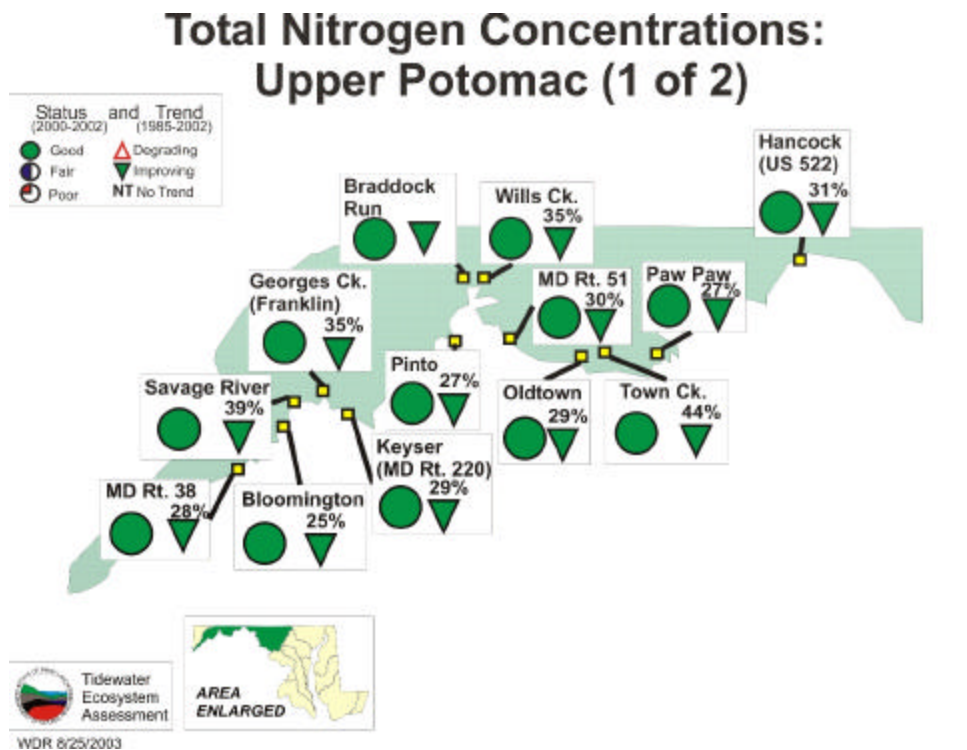 Total Nitrogen Concentrations:
Upper Potomac (1 of 2)
Status and Trend
(2000-2002) (1985-2002)
Good Degrading
Fair Improving
Poor NT No Trend
Hancock
(US 522)
31%
Braddock
Run
Wills Ck.
35%
Georges Ck.
(Franklin)
35%
MD Rt. 51
30%
Paw Paw
27%
Pinto
27%
Savage River
39%
Oldtown
29%
Town Ck.
44%
Keyser
(MD Rt. 220)
29%
MD Rt. 38
28%
Bloomington
25%
AREA
ENLARGED
Tidewater
Ecosystem
Assessment
WDR 8/25/2003